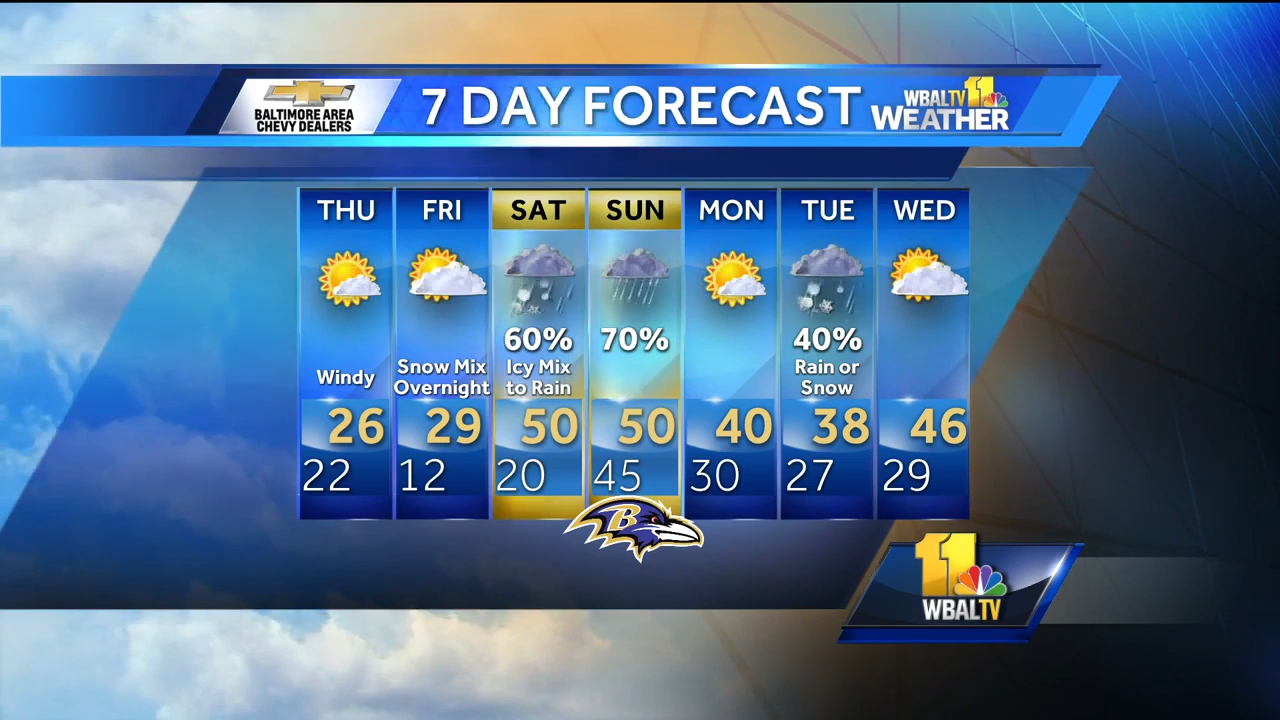 BALTIMORE AREA
CHEVY DEALERS
7 DAY FORECAST
WBALTV 11
WEATHER
THU FRI SAT SUN MON TUE WED
60% 70% 40%
Windy Snow Mix Overnight Icy Mix to Rain Rain or Snow
26 29 50 50 40 38 46
22 12 20 45 30 27 29
B
11
WBALTV